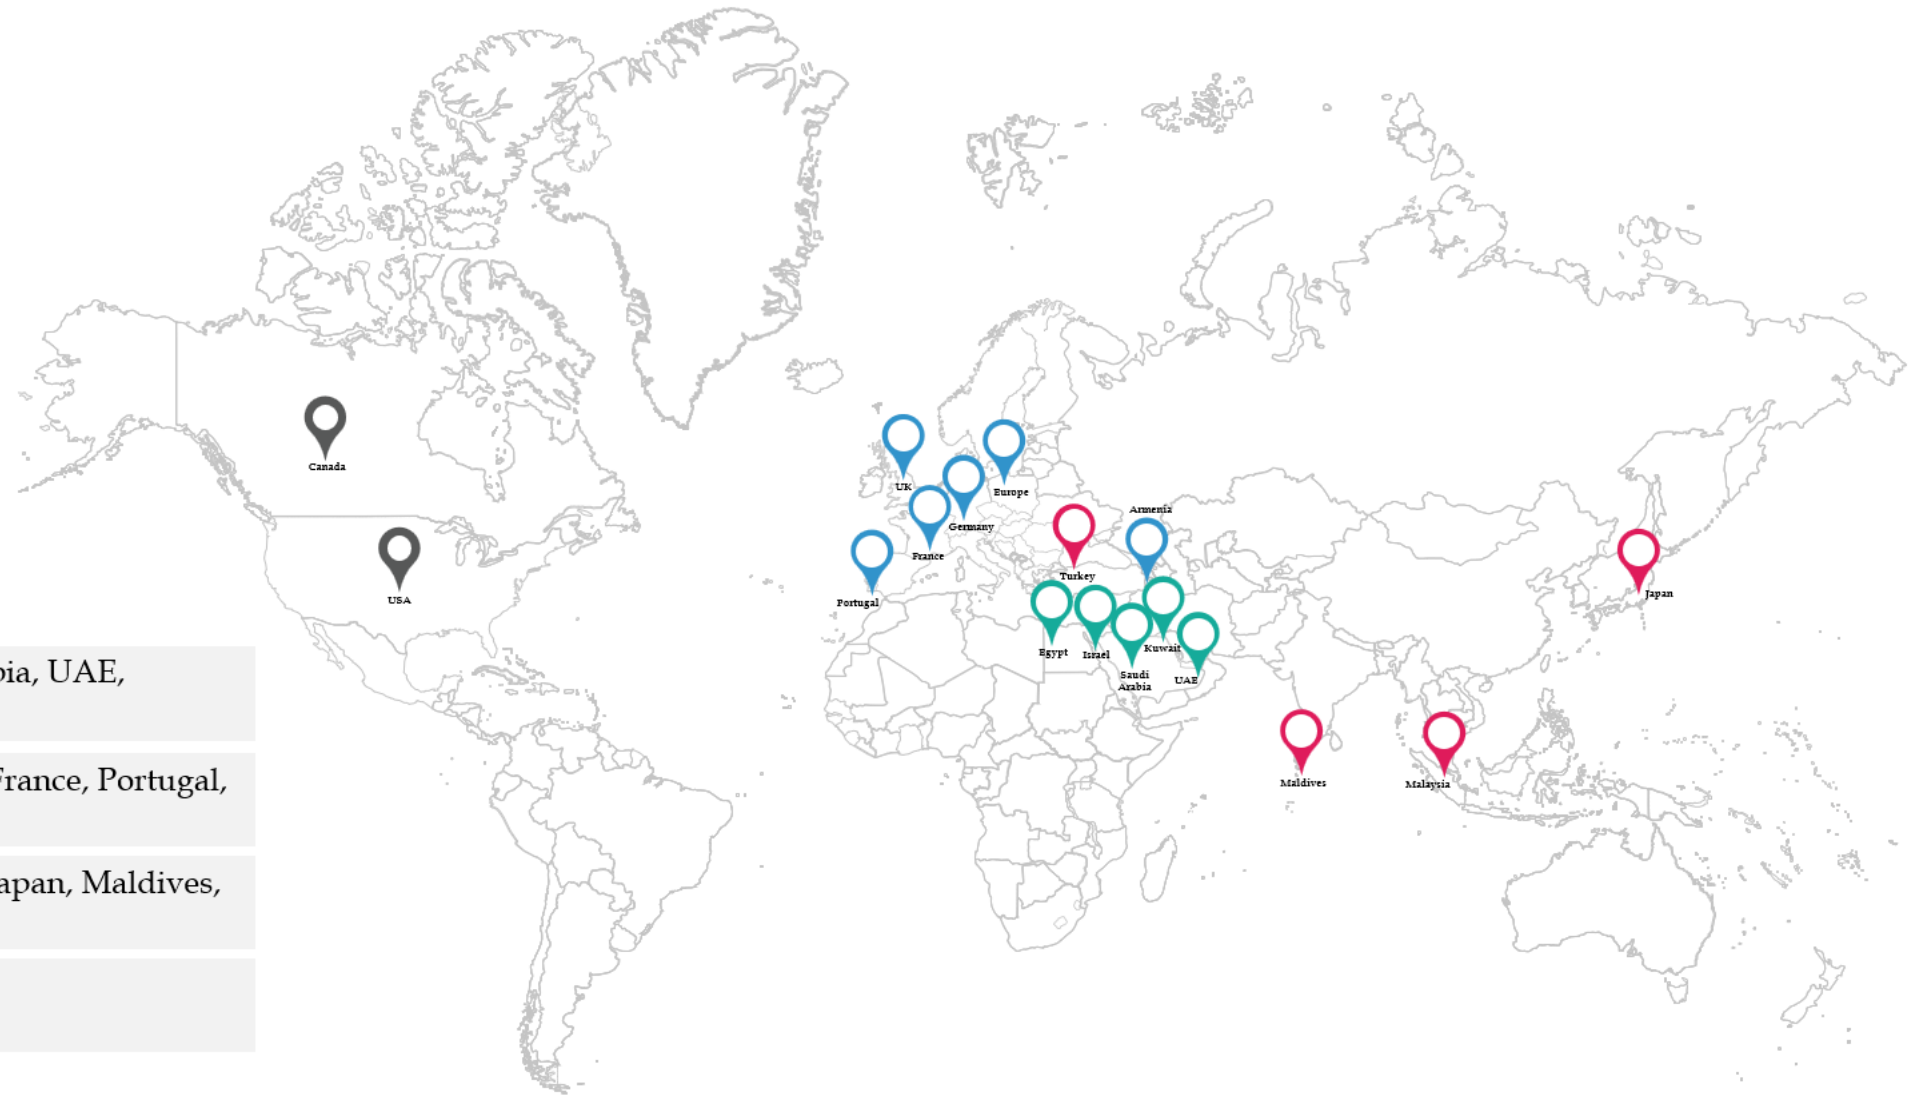 Canada
UK
Europe
Germany
Armenia
France
Turkey
USA
Portugal
Japan
Egypt
Israel
Kuwait
Saudi
Arabia
UAE
bia, UAE,
France, Portugal,
Maldives
Malaysia
apan, Maldives,